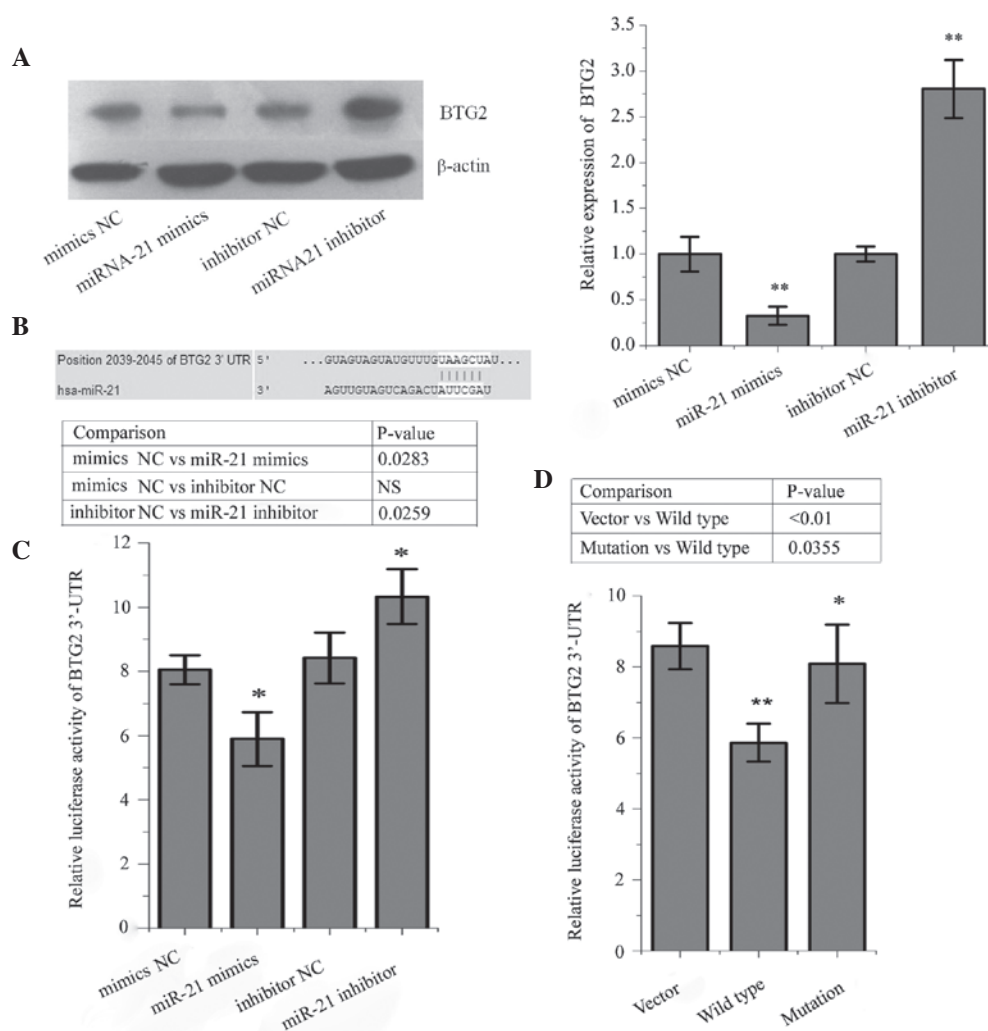 A
BTG2
β-actin
mimics NC
miRNA-21 mimics
inhibitor NC
miRNA21 inhibitor
Relative expression of BTG2
3.5
3.0
2.5
2.0
1.5
1.0
0.5
0.0
**
**
mimics NC
miR-21 mimics
inhibitor NC
miR-21 inhibitor
B
Position 2039-2045 of BTG2 3' UTR 5' ...GUAGUAGUAUGUUUGUAAGCUAU...
hsa-miR-21 3' AGUUGUAGUCAGACUAUUCGAU
Comparison P-value
mimics NC vs miR-21 mimics 0.0283
mimics NC vs inhibitor NC NS
inhibitor NC vs miR-21 inhibitor 0.0259
C
Relative luciferase activity of BTG2 3'-UTR
12
10
8
6
4
2
0
*
*
mimics NC
miR-21 mimics
inhibitor NC
miR-21 inhibitor
D
Comparison P-value
Vector vs Wild type <0.01
Mutation vs Wild type 0.0355
Relative luciferase activity of BTG2 3'-UTR
10
8
6
4
2
0
**
*
Vector
Wild type
Mutation